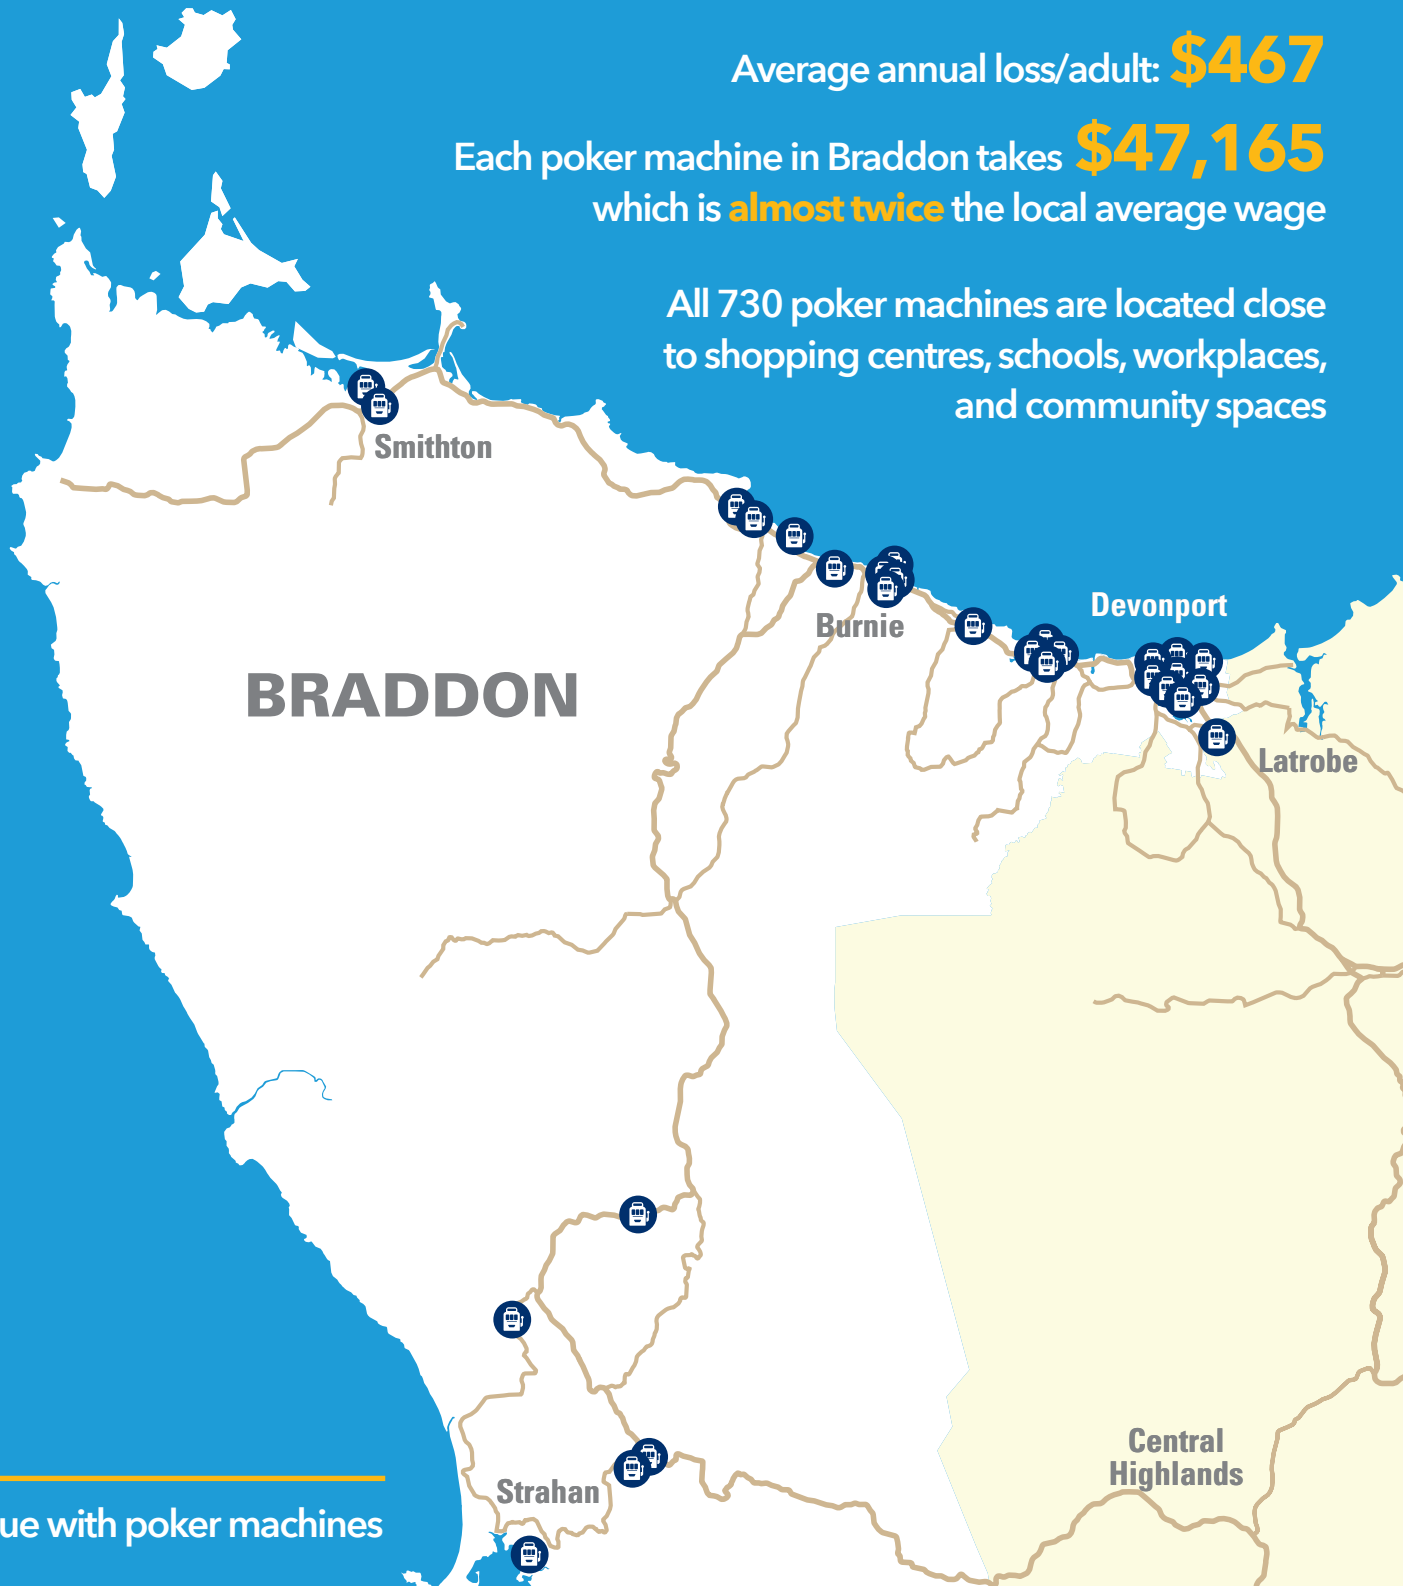 Average annual loss/adult: $467
Each poker machine in Braddon takes $47,165
which is almost twice the local average wage
All 730 poker machines are located close
to shopping centres, schools, workplaces,
and community spaces
Smithton
Devonport
Burnie
BRADDON
Latrobe
Central
Highlands
Strahan
ue with poker machines